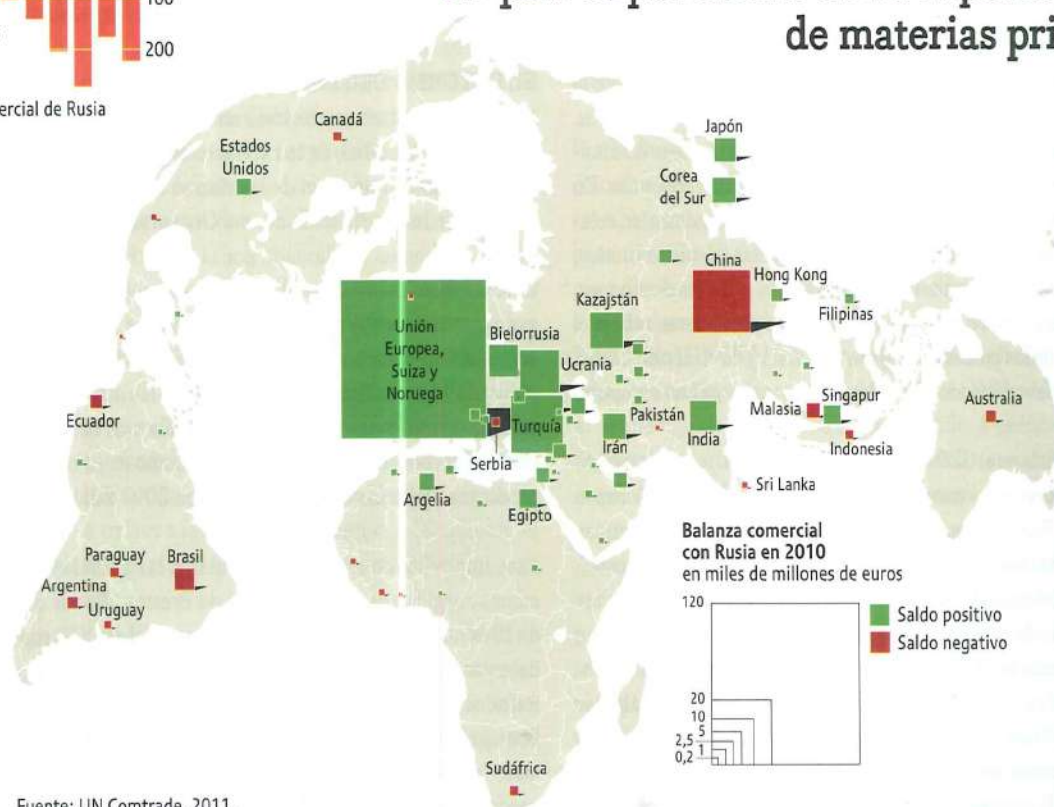 100
200
de materias pri
ercial de Rusia
Canadá
Estados
Unidos
Japón
Corea
del Sur
China
Hong Kong
Filipinas
Kazajstán
Unión
Europea,
Suiza y
Noruega
Bielorrusia
Ucrania
Turquía
Serbia
Irán
Pakistán
India
Malasia
Singapur
Indonesia
Australia
Sri Lanka
Ecuador
Argelia
Egipto
Paraguay
Brasil
Argentina
Uruguay
Sudáfrica
Balanza comercial
con Rusia en 2010
en miles de millones de euros
120
20
10
5
2,5
1
0,2
Saldo positivo
Saldo negativo
Fuente: UN Comtrade, 2011